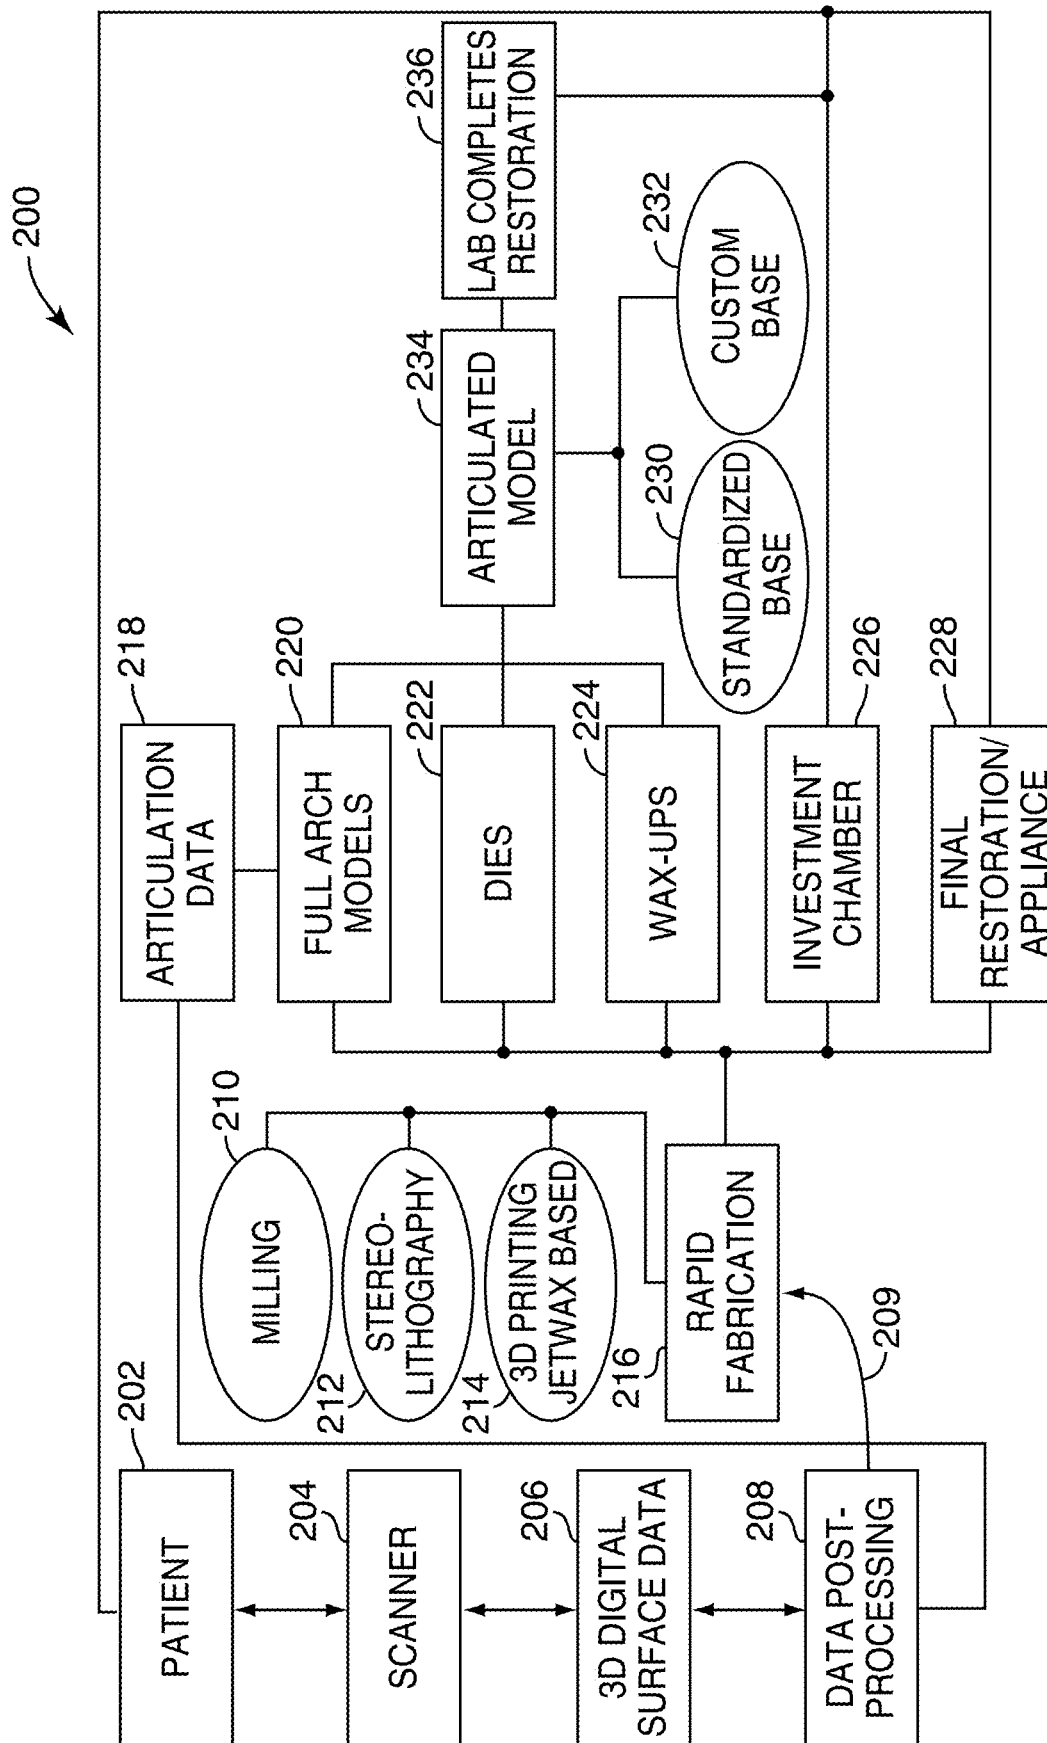 200
202
PATIENT
204
SCANNER
206
3D DIGITAL
SURFACE DATA
208
DATA POST-
PROCESSING
209
210
MILLING
212
STEREO-
LITHOGRAPHY
214
3D PRINTING
JETWAX BASED
216
RAPID
FABRICATION
218
ARTICULATION
DATA
220
FULL ARCH
MODELS
222
DIES
224
WAX-UPS
226
INVESTMENT
CHAMBER
228
FINAL
RESTORATION/
APPLIANCE
230
STANDARDIZED
BASE
232
CUSTOM
BASE
234
ARTICULATED
MODEL
236
LAB COMPLETES
RESTORATION